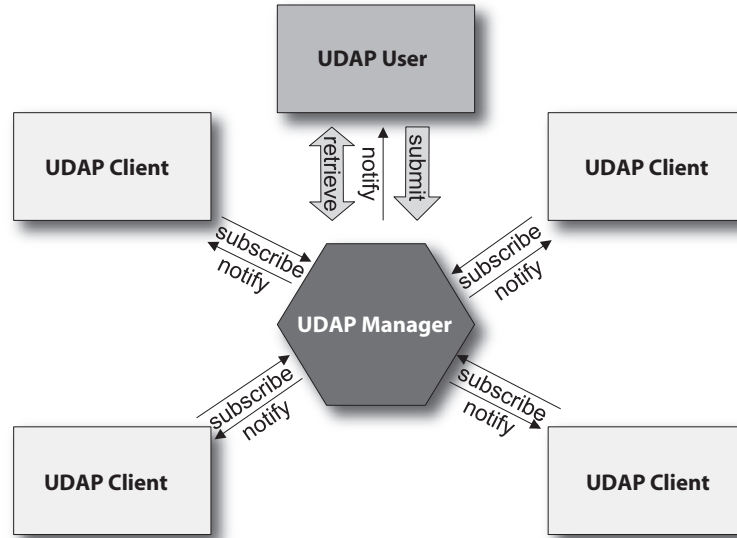 UDAP User
retrieve
notify
submit
UDAP Client
UDAP Client
subscribe
notify
subscribe
notify
UDAP Manager
subscribe
notify
subscribe
notify
UDAP Client
UDAP Client